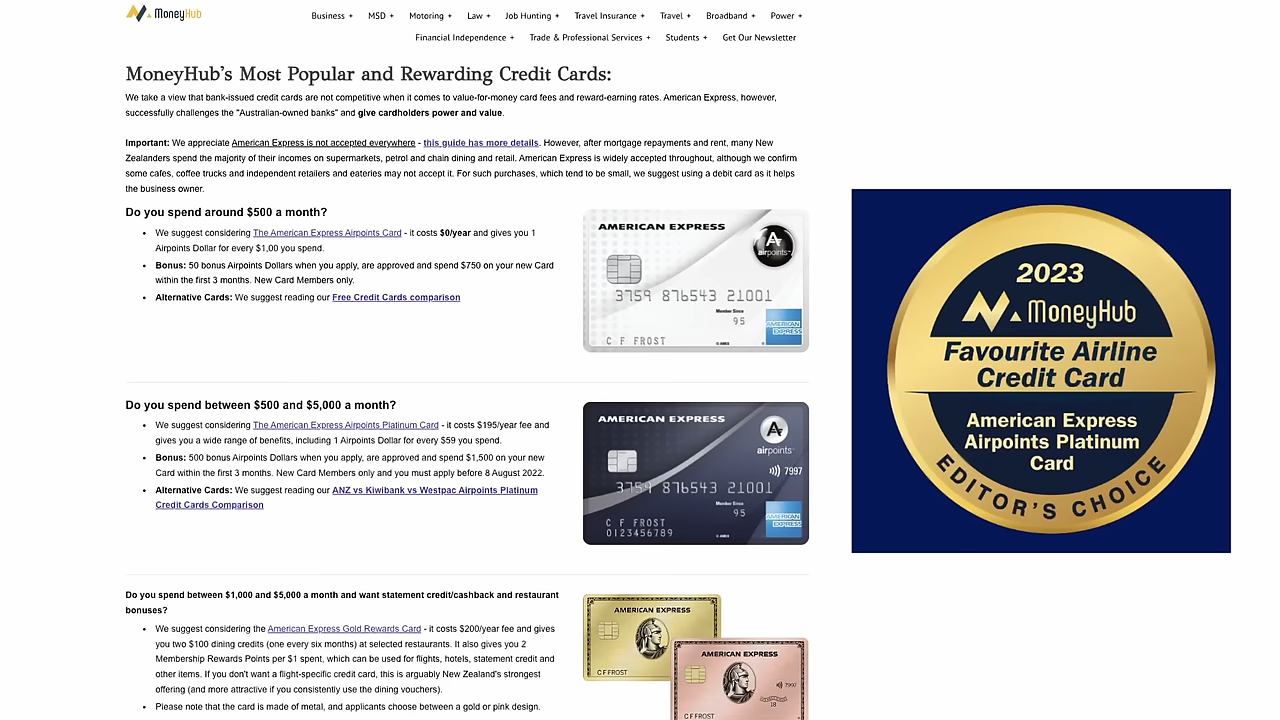 MoneyHub
Business + MSD + Motoring + Law + Job Hunting + Travel Insurance + Travel + Broadband + Power +
Financial Independence + Trade & Professional Services + Students + Get Our Newsletter
MoneyHub's Most Popular and Rewarding Credit Cards:
We take a view that bank-issued credit cards are not competitive when it comes to value-for-money card fees and reward-earning rates. American Express, however,
successfully challenges the "Australian-owned banks" and give cardholders power and value.
Important: We appreciate American Express is not accepted everywhere - this guide has more details. However, after mortgage repayments and rent, many New
Zealanders spend the majority of their incomes on supermarkets, petrol and chain dining and retail. American Express is widely accepted throughout, although we confirm
some cafes, coffee trucks and independent retailers and eateries may not accept it. For such purchases, which tend to be small, we suggest using a debit card as it helps
the business owner.
Do you spend around $500 a month?
• We suggest considering The American Express Airpoints Card - it costs $0/year and gives you 1
Airpoints Dollar for every $1,00 you spend.
• Bonus: 50 bonus Airpoints Dollars when you apply, are approved and spend $750 on your new Card
within the first 3 months. New Card Members only.
• Alternative Cards: We suggest reading our Free Credit Cards comparison
AMERICAN EXPRESS
airpoints™
3759 876543 21001
Member Since
95
C F FROST
AMERICAN
EXPRESS
Do you spend between $500 and $5,000 a month?
• We suggest considering The American Express Airpoints Platinum Card - it costs $195/year fee and
gives you a wide range of benefits, including 1 Airpoints Dollar for every $59 you spend.
• Bonus: 500 bonus Airpoints Dollars when you apply, are approved and spend $1,500 on your new
Card within the first 3 months. New Card Members only and you must apply before 8 August 2022.
• Alternative Cards: We suggest reading our ANZ vs Kiwibank vs Westpac Airpoints Platinum
Credit Cards Comparison
AMERICAN EXPRESS
airpoints™
7997
3759 876543 21001
Member Since
95
C F FROST
0123456789
AMERICAN
EXPRESS
Do you spend between $1,000 and $5,000 a month and want statement credit/cashback and restaurant
bonuses?
• We suggest considering the American Express Gold Rewards Card - it costs $200/year fee and gives
you two $100 dining credits (one every six months) at selected restaurants. It also gives you 2
Membership Rewards Points per $1 spent, which can be used for flights, hotels, statement credit and
other items. If you don't want a flight-specific credit card, this is arguably New Zealand's strongest
offering (and more attractive if you consistently use the dining vouchers).
• Please note that the card is made of metal, and applicants choose between a gold or pink design.
AMERICAN EXPRESS
C F FROST
AMERICAN EXPRESS
7997
18
C F FROST
2023
MoneyHub
Favourite Airline
Credit Card
American Express
Airpoints Platinum
Card
EDITOR'S CHOICE